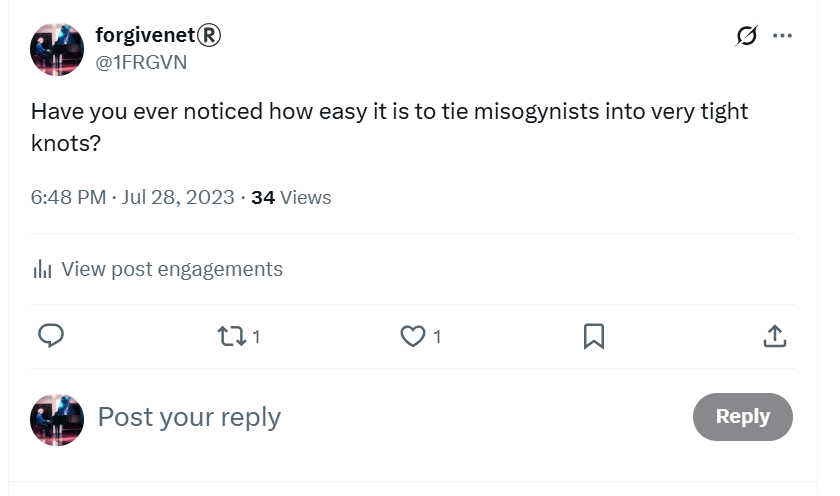 forgivenet®
@1FRGVN
Have you ever noticed how easy it is to tie misogynists into very tight
knots?
6:48 PM · Jul 28, 2023 · 34 Views
View post engagements
1
1
Post your reply
Reply